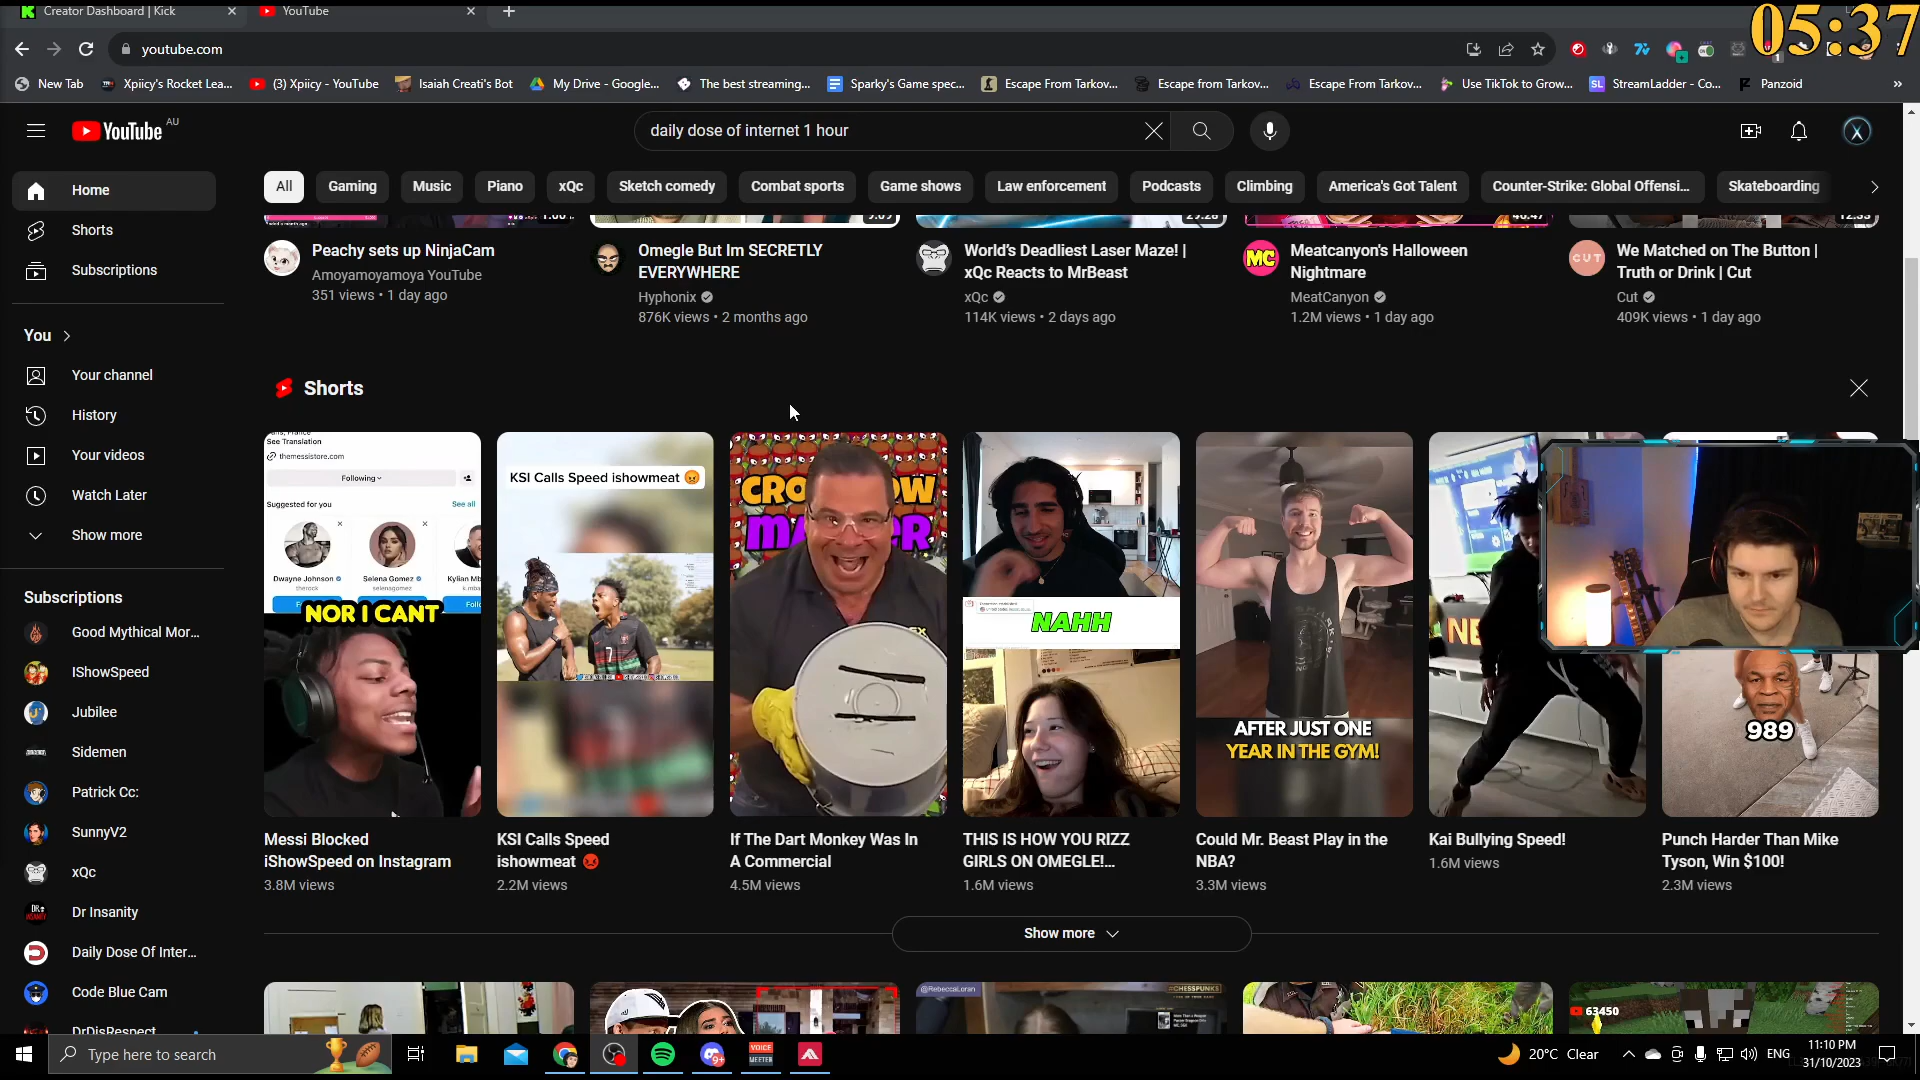 Creator Dashboard | Kick
YouTube
05:37
youtube.com
New Tab
Xpiicy's Rocket Lea...
(3) Xpiicy - YouTube
Isaiah Creati's Bot
My Drive - Google...
The best streaming...
Sparky's Game spec...
Escape From Tarkov...
Escape from Tarkov...
Escape From Tarkov...
Use TikTok to Grow...
StreamLadder - Co...
Panzoid
YouTube AU
daily dose of internet 1 hour
All
Gaming
Music
Piano
xQc
Sketch comedy
Combat sports
Game shows
Law enforcement
Podcasts
Climbing
America's Got Talent
Counter-Strike: Global Offensi...
Skateboarding
Home
Shorts
Subscriptions
You
Your channel
History
Your videos
Watch Later
Show more
Subscriptions
Good Mythical Mor...
IShowSpeed
Jubilee
Sidemen
Patrick Cc:
SunnyV2
xQc
Dr Insanity
Daily Dose Of Inter...
Code Blue Cam
DrDisRespect
Peachy sets up NinjaCam
Amoyamoyamoya YouTube
351 views • 1 day ago
Omegle But Im SECRETLY
EVERYWHERE
Hyphonix
876K views • 2 months ago
World's Deadliest Laser Maze! |
xQc Reacts to MrBeast
xQc
114K views • 2 days ago
MC
Meatcanyon's Halloween
Nightmare
MeatCanyon
1.2M views • 1 day ago
CUT
We Matched on The Button |
Truth or Drink | Cut
Cut
409K views • 1 day ago
Shorts
See Translation
themessistore.com
Following
Suggested for you
See all
Dwayne Johnson
therock
Selena Gomez
selenagomez
Kylian Mb
NOR I CANT
KSI Calls Speed ishowmeat 😡
NAHH
AFTER JUST ONE
YEAR IN THE GYM!
989
Messi Blocked
iShowSpeed on Instagram
3.8M views
KSI Calls Speed
ishowmeat 😡
2.2M views
If The Dart Monkey Was In
A Commercial
4.5M views
THIS IS HOW YOU RIZZ
GIRLS ON OMEGLE!...
1.6M views
Could Mr. Beast Play in the
NBA?
3.3M views
Kai Bullying Speed!
1.6M views
Punch Harder Than Mike
Tyson, Win $100!
2.3M views
Show more
@RebeccaLoran
#CHESSPUNKS
63450
Type here to search
VOICE
MEETER
20°C Clear
ENG
11:10 PM
31/10/2023